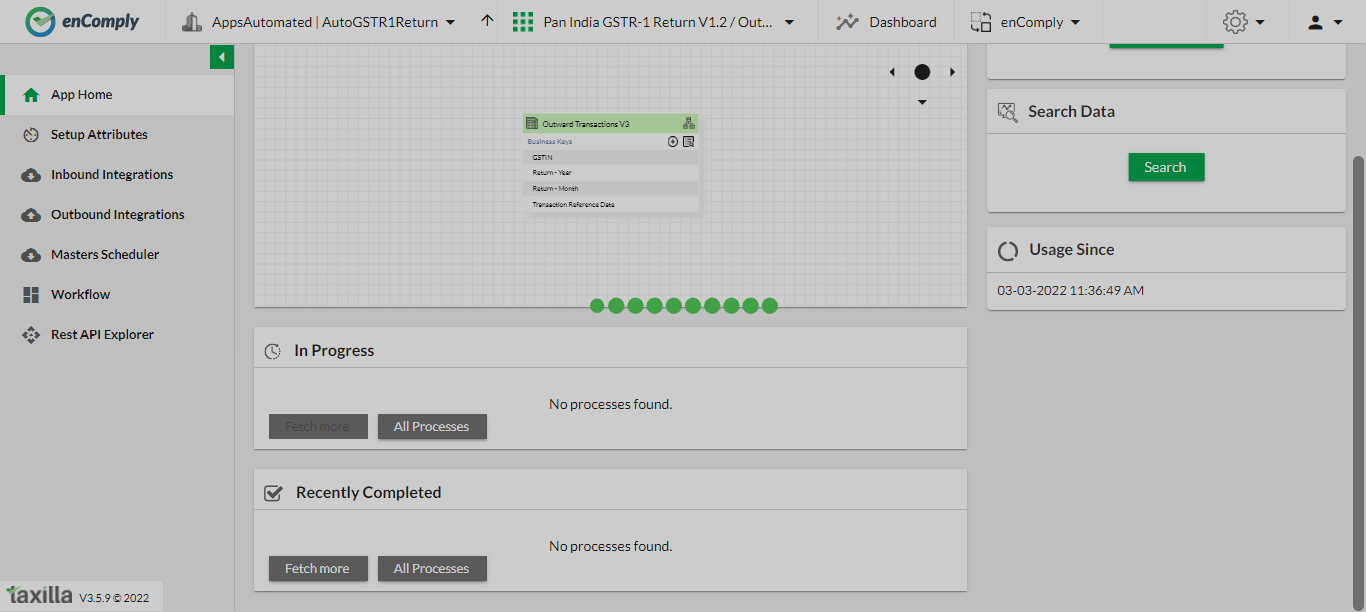 enComply
AppsAutomated | AutoGSTR1Return
Pan India GSTR-1 Return V1.2 / Out...
Dashboard
enComply
App Home
Setup Attributes
Inbound Integrations
Outbound Integrations
Masters Scheduler
Workflow
Rest API Explorer
taxilla V3.5.9 © 2022
Outward Transactions V3
Business Keys
GSTIN
Return - Year
Return - Month
Transaction Reference Date
In Progress
No processes found.
Fetch more
All Processes
Recently Completed
No processes found.
Fetch more
All Processes
Search Data
Search
Usage Since
03-03-2022 11:36:49 AM